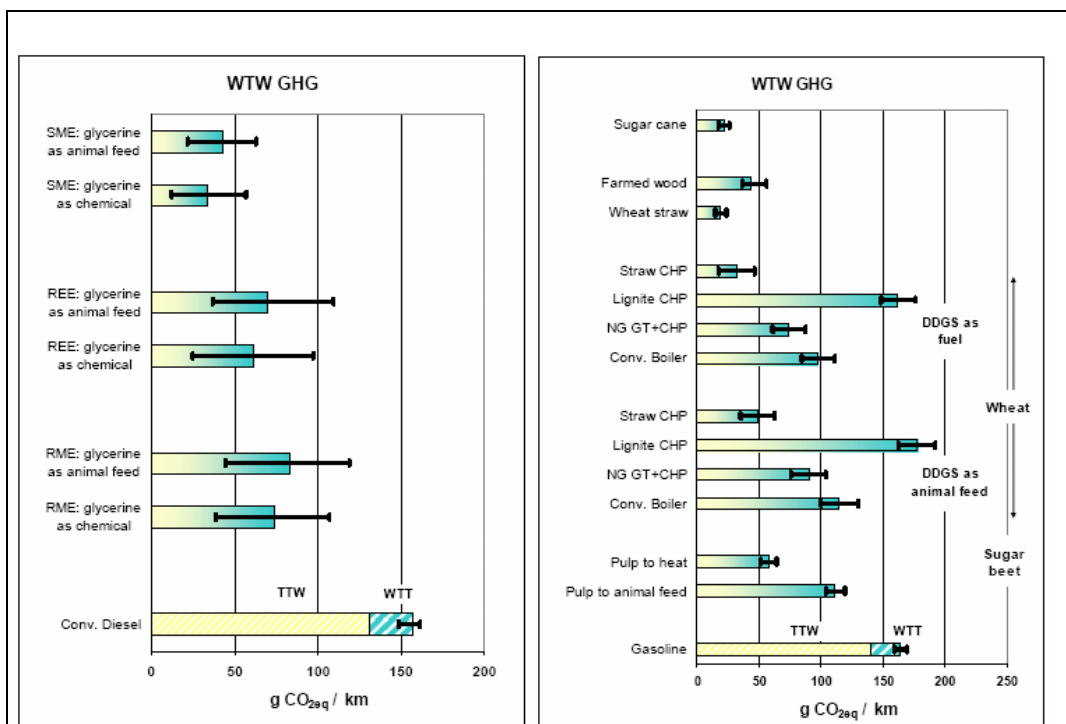 WTW GHG
SME: glycerine
as animal feed
SME: glycerine
as chemical
REE: glycerine
as animal feed
REE: glycerine
as chemical
RME: glycerine
as animal feed
RME: glycerine
as chemical
TTW
WTT
Conv. Diesel
0
50
100
150
200
g CO2eq / km
WTW GHG
Sugar cane
Farmed wood
Wheat straw
Straw CHP
Lignite CHP
NG GT+CHP
Conv. Boiler
DDGS as
fuel
Wheat
Straw CHP
Lignite CHP
NG GT+CHP
Conv. Boiler
DDGS as
animal feed
Sugar
beet
Pulp to heat
Pulp to animal feed
TTW
WTT
Gasoline
0
50
100
150
200
250
g CO2eq / km